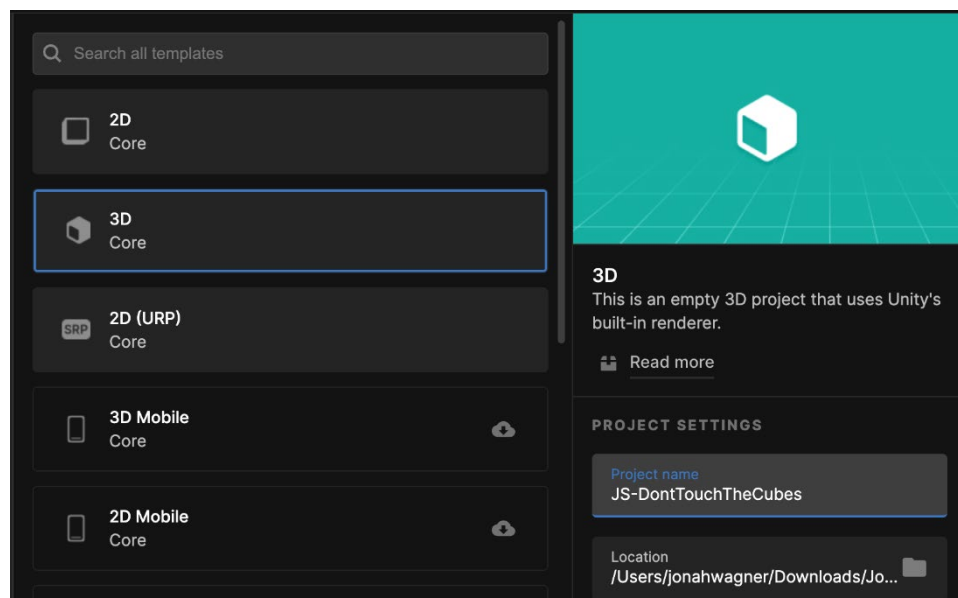 Search all templates
2D
Core
3D
Core
SRP
2D (URP)
Core
3D Mobile
Core
2D Mobile
Core
3D
This is an empty 3D project that uses Unity's
built-in renderer.
Read more
PROJECT SETTINGS
Project name
JS-DontTouchTheCubes
Location
/Users/jonahwagner/Downloads/Jo...